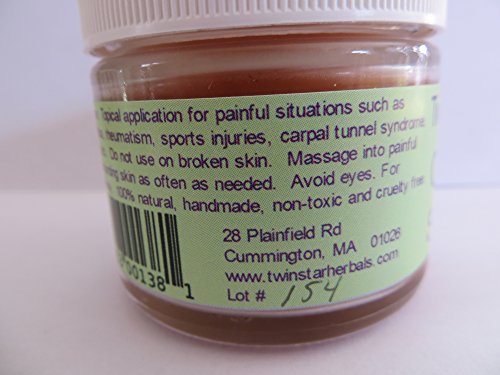 Topical application for painful situations such as
rheumatism, sports injuries, carpal tunnel syndrome,
Do not use on broken skin. Massage into painful
skin as often as needed. Avoid eyes. For
100% natural, handmade, non-toxic and cruelty free
28 Plainfield Rd
Cummington, MA 01026
www.twinstarherbals.com
Lot # 154
00138 1